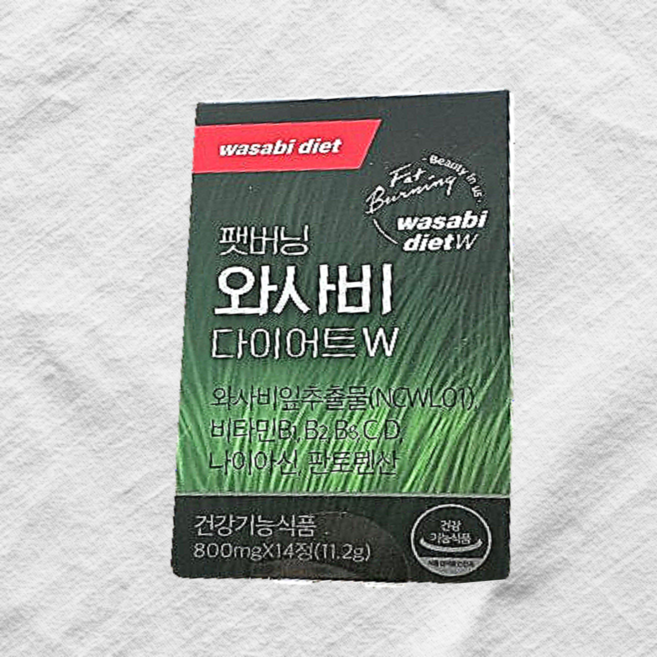 wasabi diet
Fat Burning
Beauty in us
wasabi
dietW
팻버닝
와사비
다이어트W
와사비잎추출물(NCWL01),
비타민B1,B2,B6,C,D,
나이아신, 판토텐산
건강기능식품
800mgX14정(11.2g)
건강
기능식품